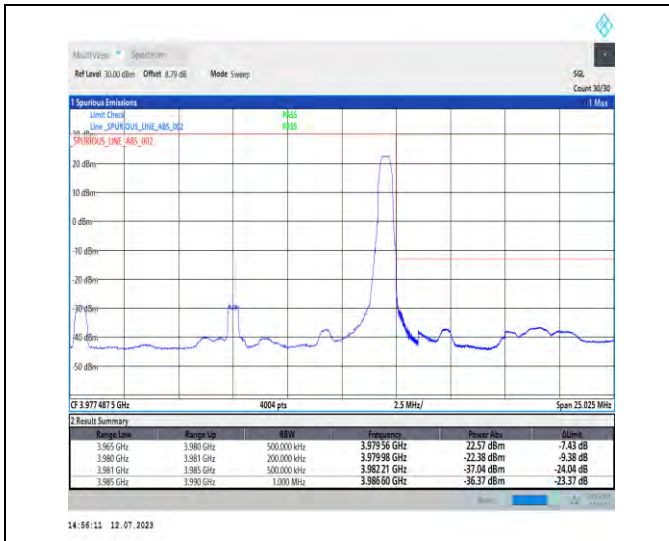 MultiView Spectrum
Ref Level 30.00 dBm Offset 8.79 dB Mode Sweep SGL
Count 30/30
1 Spurious Emissions 1 Max
Limit Check PASS
Line _SPURIOUS_LINE_ABS_002 PASS
30 dBm
_SPURIOUS_LINE_ABS_002
20 dBm
10 dBm
0 dBm
-10 dBm
-20 dBm
-30 dBm
-40 dBm
-50 dBm
CF 3.9774875 GHz 4004 pts 2.5 MHz/ Span 25.025 MHz
2 Result Summary
Range Low Range Up RBW Frequency Power Abs ΔLimit
3.965 GHz 3.980 GHz 500.000 kHz 3.97956 GHz 22.57 dBm -7.43 dB
3.980 GHz 3.981 GHz 200.000 kHz 3.97998 GHz -22.38 dBm -9.38 dB
3.981 GHz 3.985 GHz 500.000 kHz 3.98221 GHz -37.04 dBm -24.04 dB
3.985 GHz 3.990 GHz 1.000 MHz 3.98660 GHz -36.37 dBm -23.37 dB
14:56:11 12.07.2023